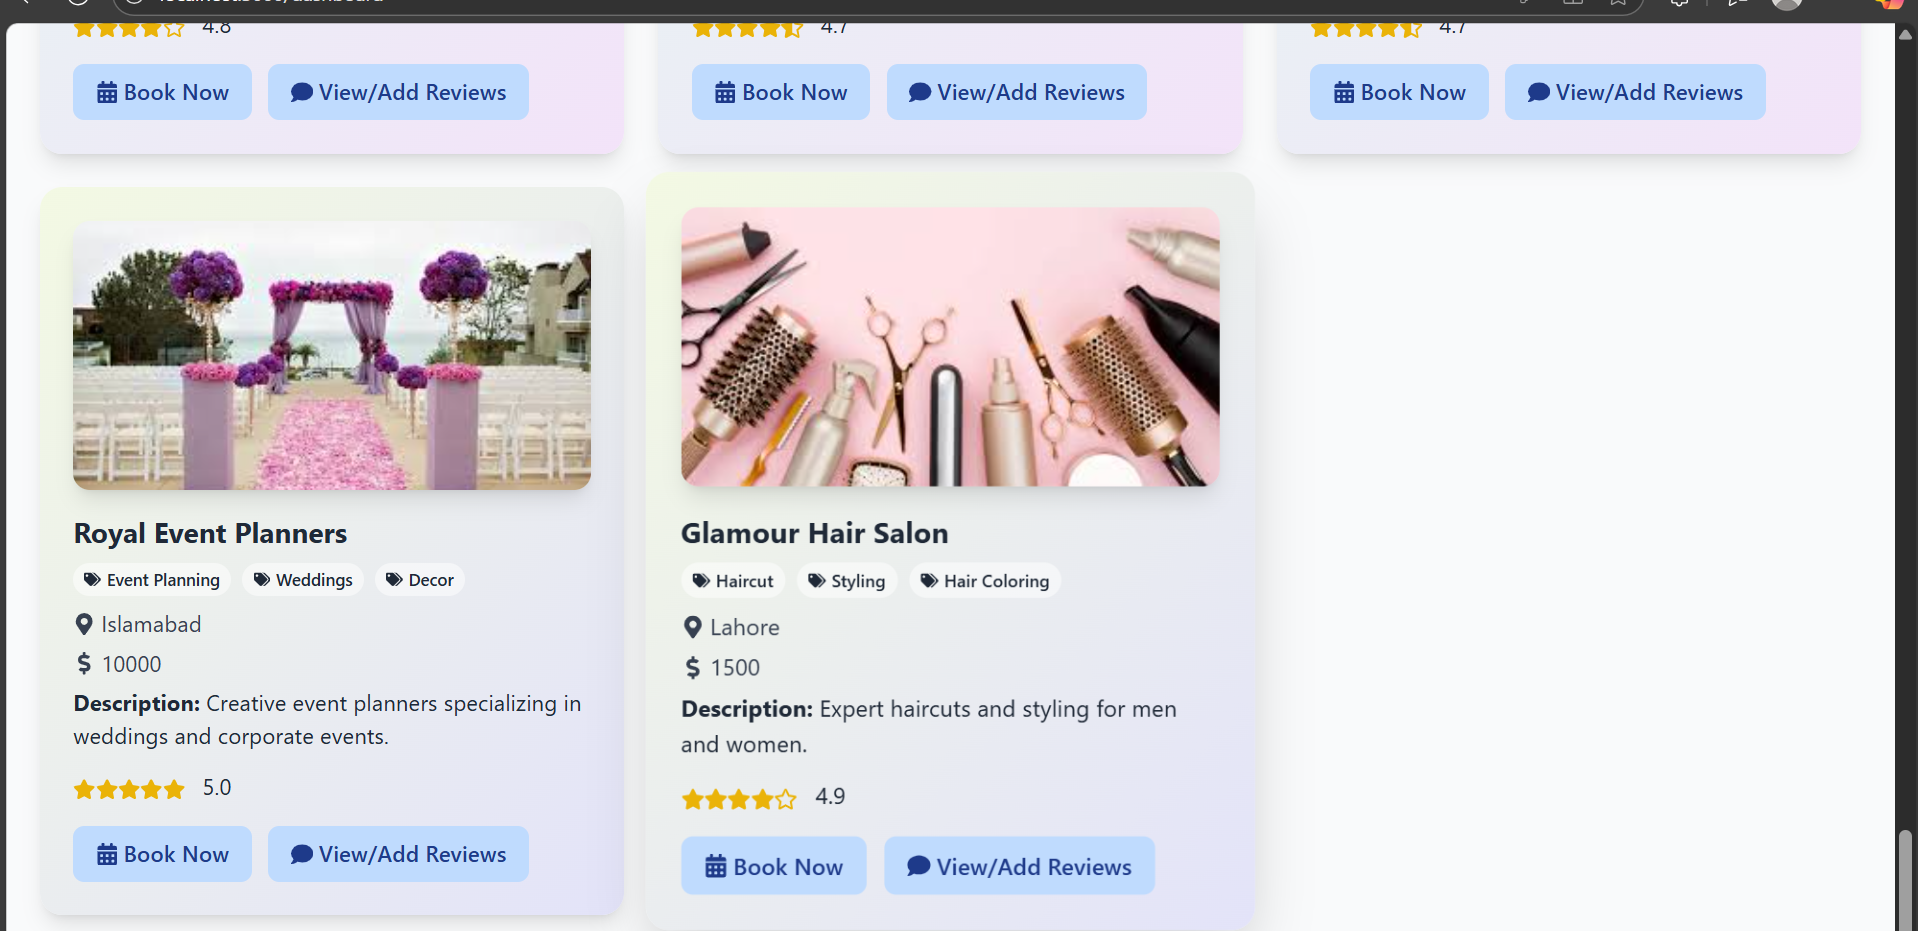 4.8
4.7
4.7
Book Now View/Add Reviews
Book Now View/Add Reviews
Book Now View/Add Reviews
Royal Event Planners
Event Planning Weddings Decor
Islamabad
$ 10000
Description: Creative event planners specializing in
weddings and corporate events.
5.0
Book Now View/Add Reviews
Glamour Hair Salon
Haircut Styling Hair Coloring
Lahore
$ 1500
Description: Expert haircuts and styling for men
and women.
4.9
Book Now View/Add Reviews